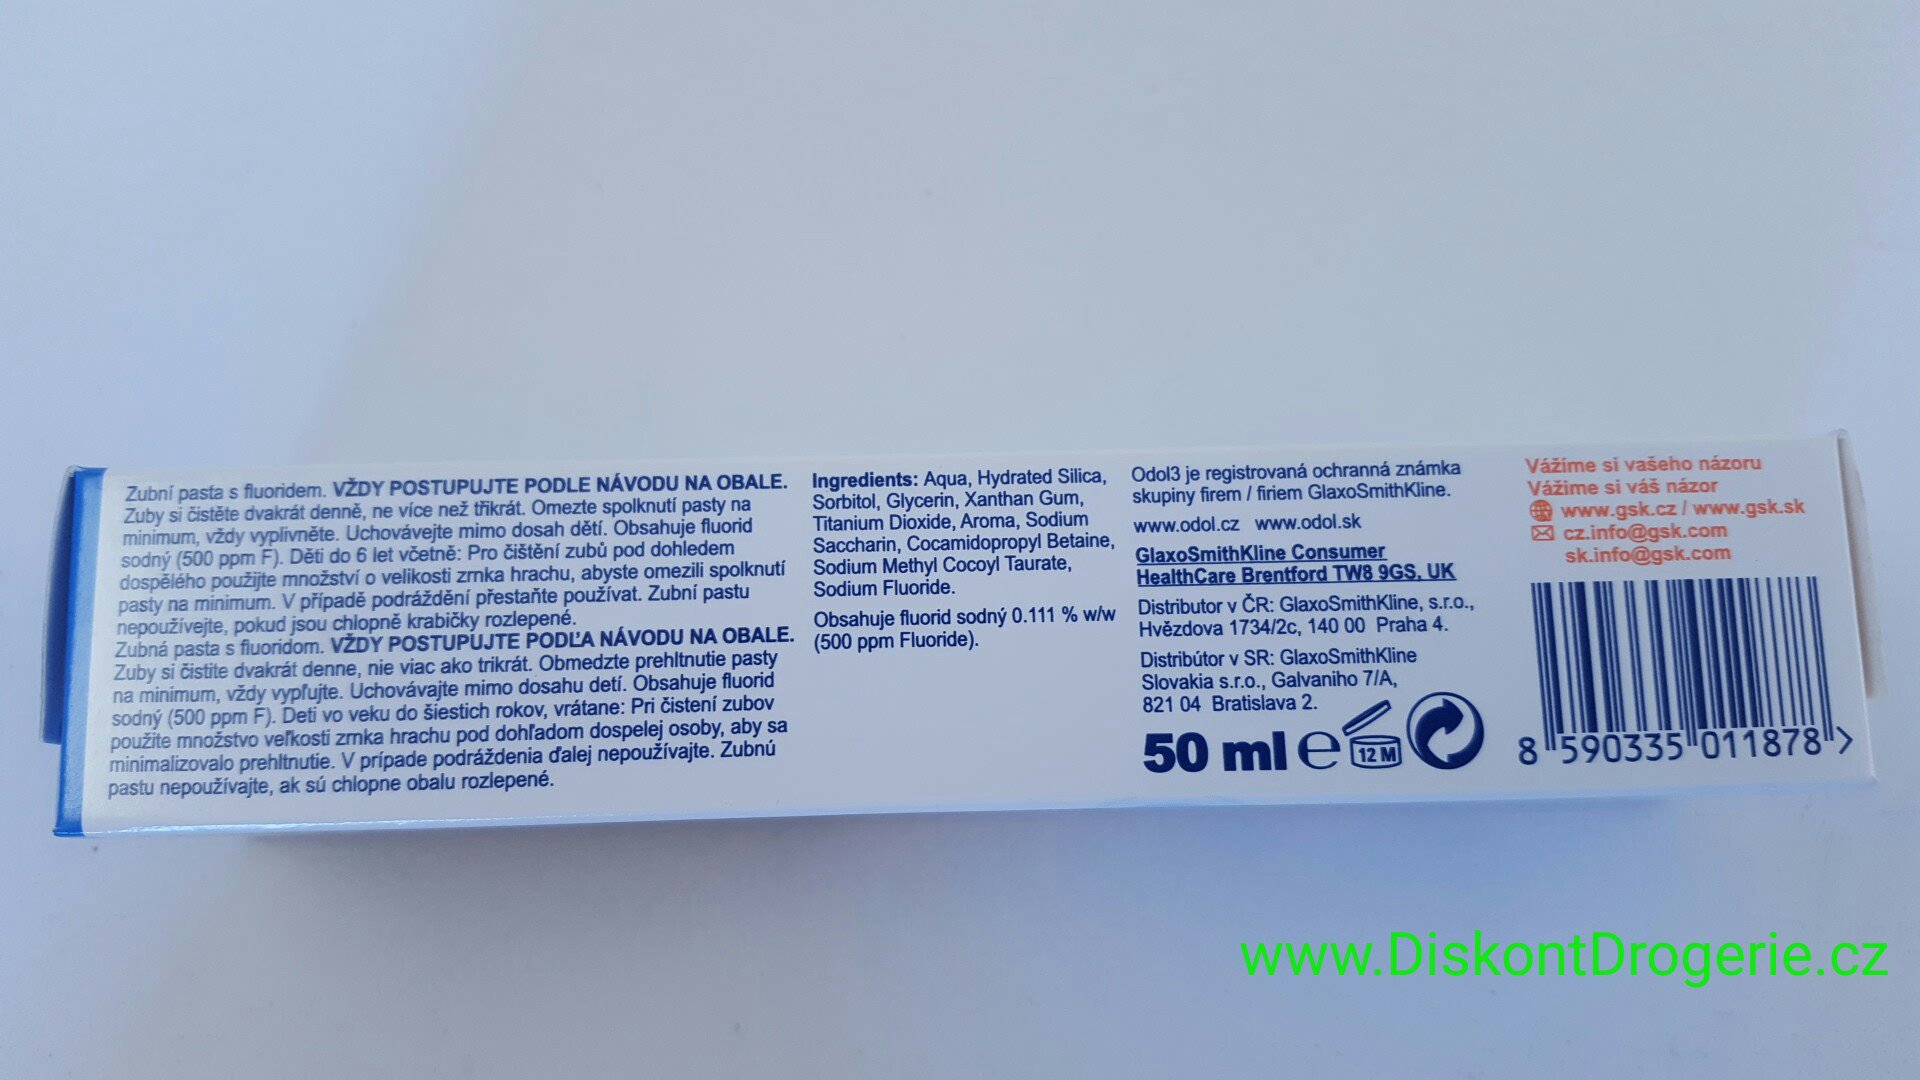 Zubní pasta s fluoridem. VŽDY POSTUPUJTE PODLE NÁVODU NA OBALE.
Zuby si čistěte dvakrát denně, ne více než třikrát. Omezte spolknutí pasty na
minimum, vždy vyplivněte. Uchovávejte mimo dosah dětí. Obsahuje fluorid
sodný (500 ppm F). Děti do 6 let včetně: Pro čištění zubů pod dohledem
dospělého použijte množství o velikosti zrnka hrachu, abyste omezili spolknutí
pasty na minimum. V případě podráždění přestaňte používat. Zubní pastu
nepoužívejte, pokud jsou chlopně krabičky rozlepené.
Zubná pasta s fluoridom. VŽDY POSTUPUJTE PODĽA NÁVODU NA OBALE.
Zuby si čistite dvakrát denne, nie viac ako trikrát. Obmedzte prehltnutie pasty
na minimum, vždy vypľujte. Uchovávajte mimo dosahu detí. Obsahuje fluorid
sodný (500 ppm F). Deti vo veku do šiestich rokov, vrátane: Pri čistení zubov
použite množstvo veľkosti zrnka hrachu pod dohľadom dospelej osoby, aby sa
minimalizovalo prehltnutie. V prípade podráždenia ďalej nepoužívajte. Zubnú
pastu nepoužívajte, ak sú chlopne obalu rozlepené.
Ingredients: Aqua, Hydrated Silica,
Sorbitol, Glycerin, Xanthan Gum,
Titanium Dioxide, Aroma, Sodium
Saccharin, Cocamidopropyl Betaine,
Sodium Methyl Cocoyl Taurate,
Sodium Fluoride.
Obsahuje fluorid sodný 0.111 % w/w
(500 ppm Fluoride).
Odol3 je registrovaná ochranná známka
skupiny firem / firiem GlaxoSmithKline.
www.odol.cz www.odol.sk
GlaxoSmithKline Consumer
HealthCare Brentford TW8 9GS, UK
Distributor v ČR: GlaxoSmithKline, s.r.o.,
Hvězdova 1734/2c, 140 00 Praha 4.
Distribútor v SR: GlaxoSmithKline
Slovakia s.r.o., Galvaniho 7/A,
821 04 Bratislava 2.
50 ml e
12 M
Vážíme si vašeho názoru
Vážime si váš názor
www.gsk.cz / www.gsk.sk
cz.info@gsk.com
sk.info@gsk.com
8 590335 011878 >
www.DiskontDrogerie.cz